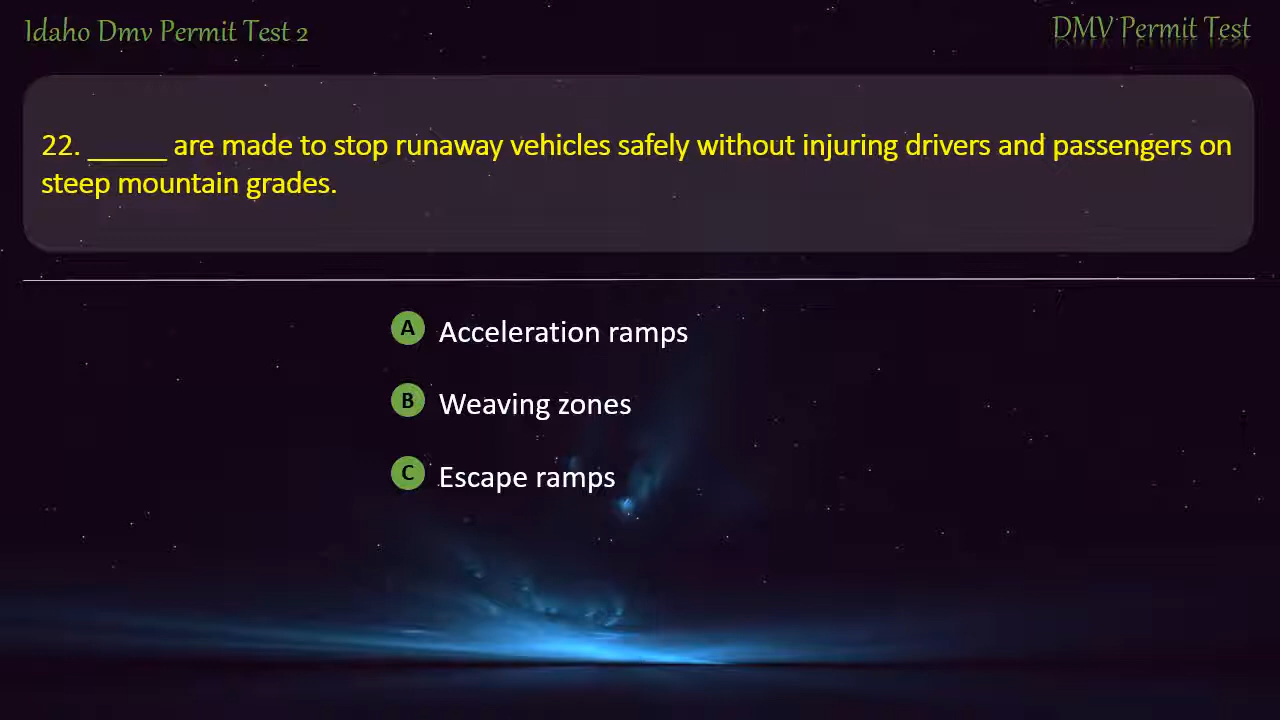 Idaho Dmv Permit Test 2
DMV Permit Test
22. _____ are made to stop runaway vehicles safely without injuring drivers and passengers on
steep mountain grades.
A Acceleration ramps
B Weaving zones
C Escape ramps